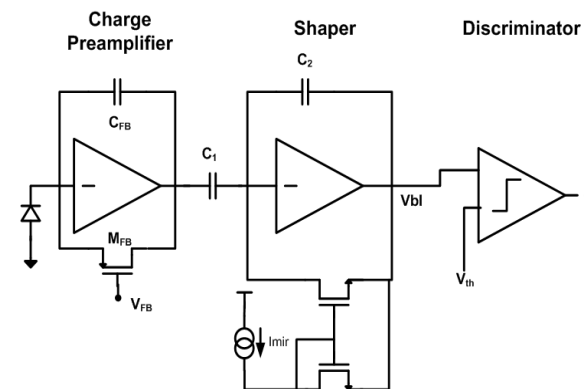 Charge
Preamplifier
Shaper
Discriminator
C2
CFB
C1
Vbl
MFB
VFB
Vth
Imir